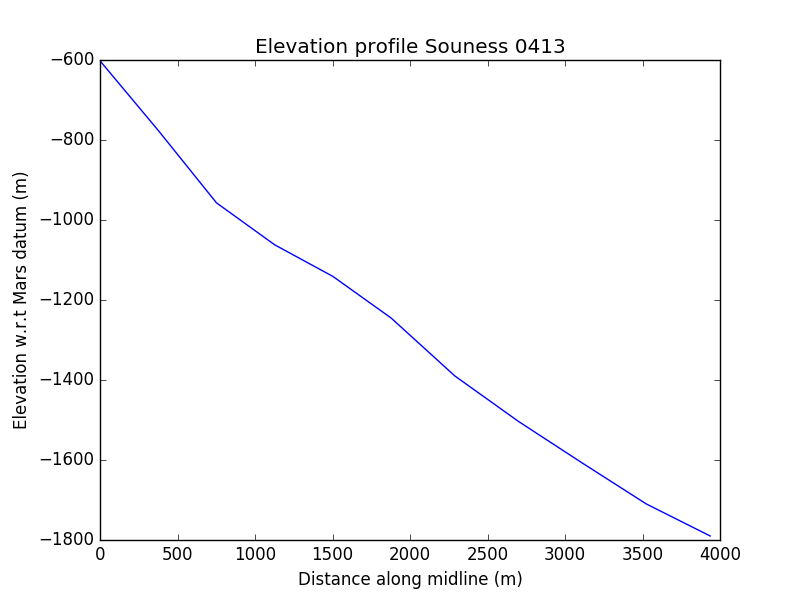 Elevation profile Souness 0413
−600
−800
−1000
−1200
−1400
−1600
−1800
Elevation w.r.t Mars datum (m)
0 500 1000 1500 2000 2500 3000 3500 4000
Distance along midline (m)